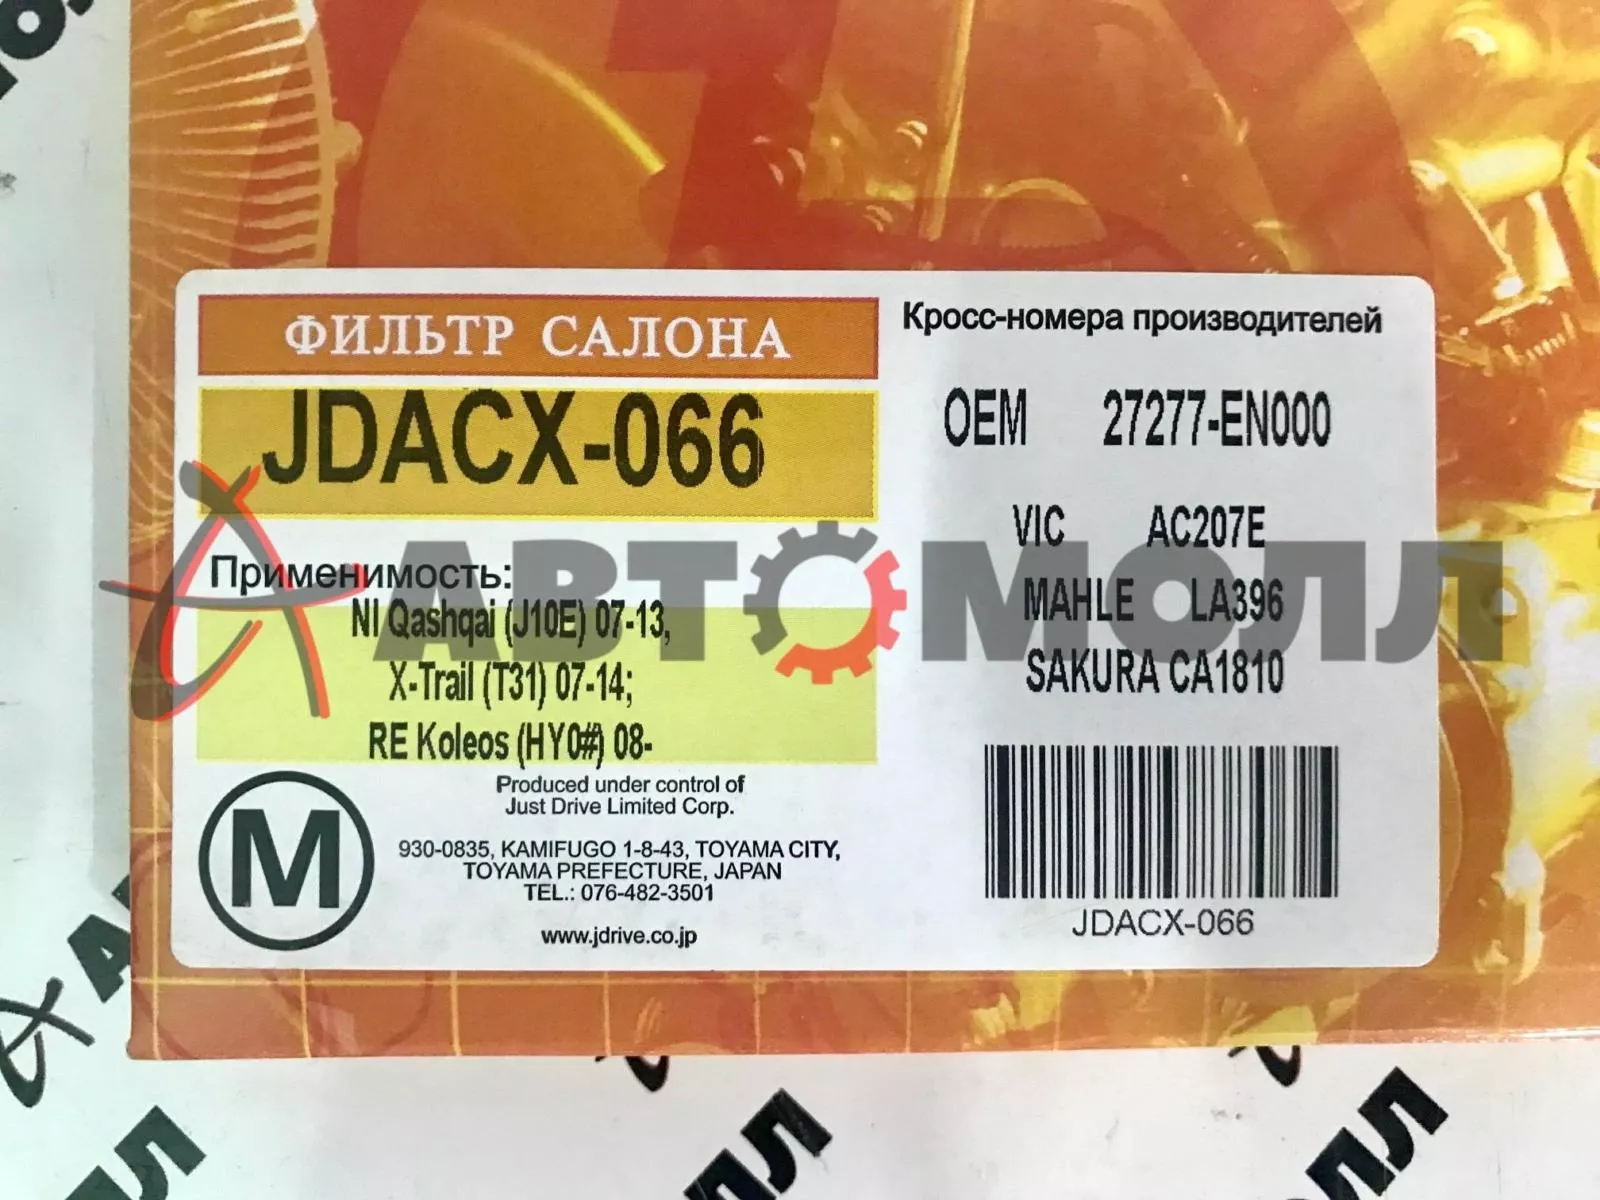 ФИЛЬТР САЛОНА
JDACX-066
Применимость:
NI Qashqai (J10E) 07-13,
X-Trail (T31) 07-14;
RE Koleos (HY0#) 08-
Produced under control of
Just Drive Limited Corp.
930-0835, KAMIFUGO 1-8-43, TOYAMA CITY,
TOYAMA PREFECTURE, JAPAN
TEL.: 076-482-3501
www.jdrive.co.jp
M
Кросс-номера производителей
OEM 27277-EN000
VIC AC207E
MAHLE LA396
SAKURA CA1810
JDACX-066
АВТОМОЛЛ